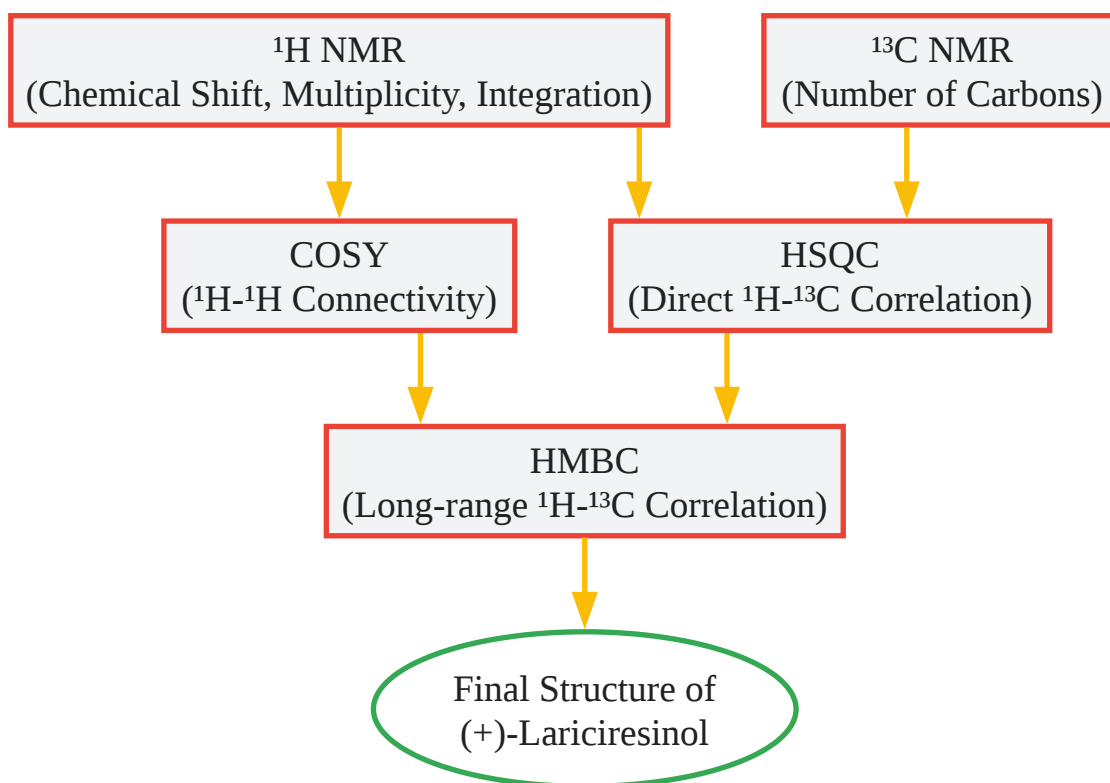 ¹H NMR
(Chemical Shift, Multiplicity, Integration)
¹³C NMR
(Number of Carbons)
COSY
(¹H-¹H Connectivity)
HSQC
(Direct ¹H-¹³C Correlation)
HMBC
(Long-range ¹H-¹³C Correlation)
Final Structure of
(+)-Lariciresinol